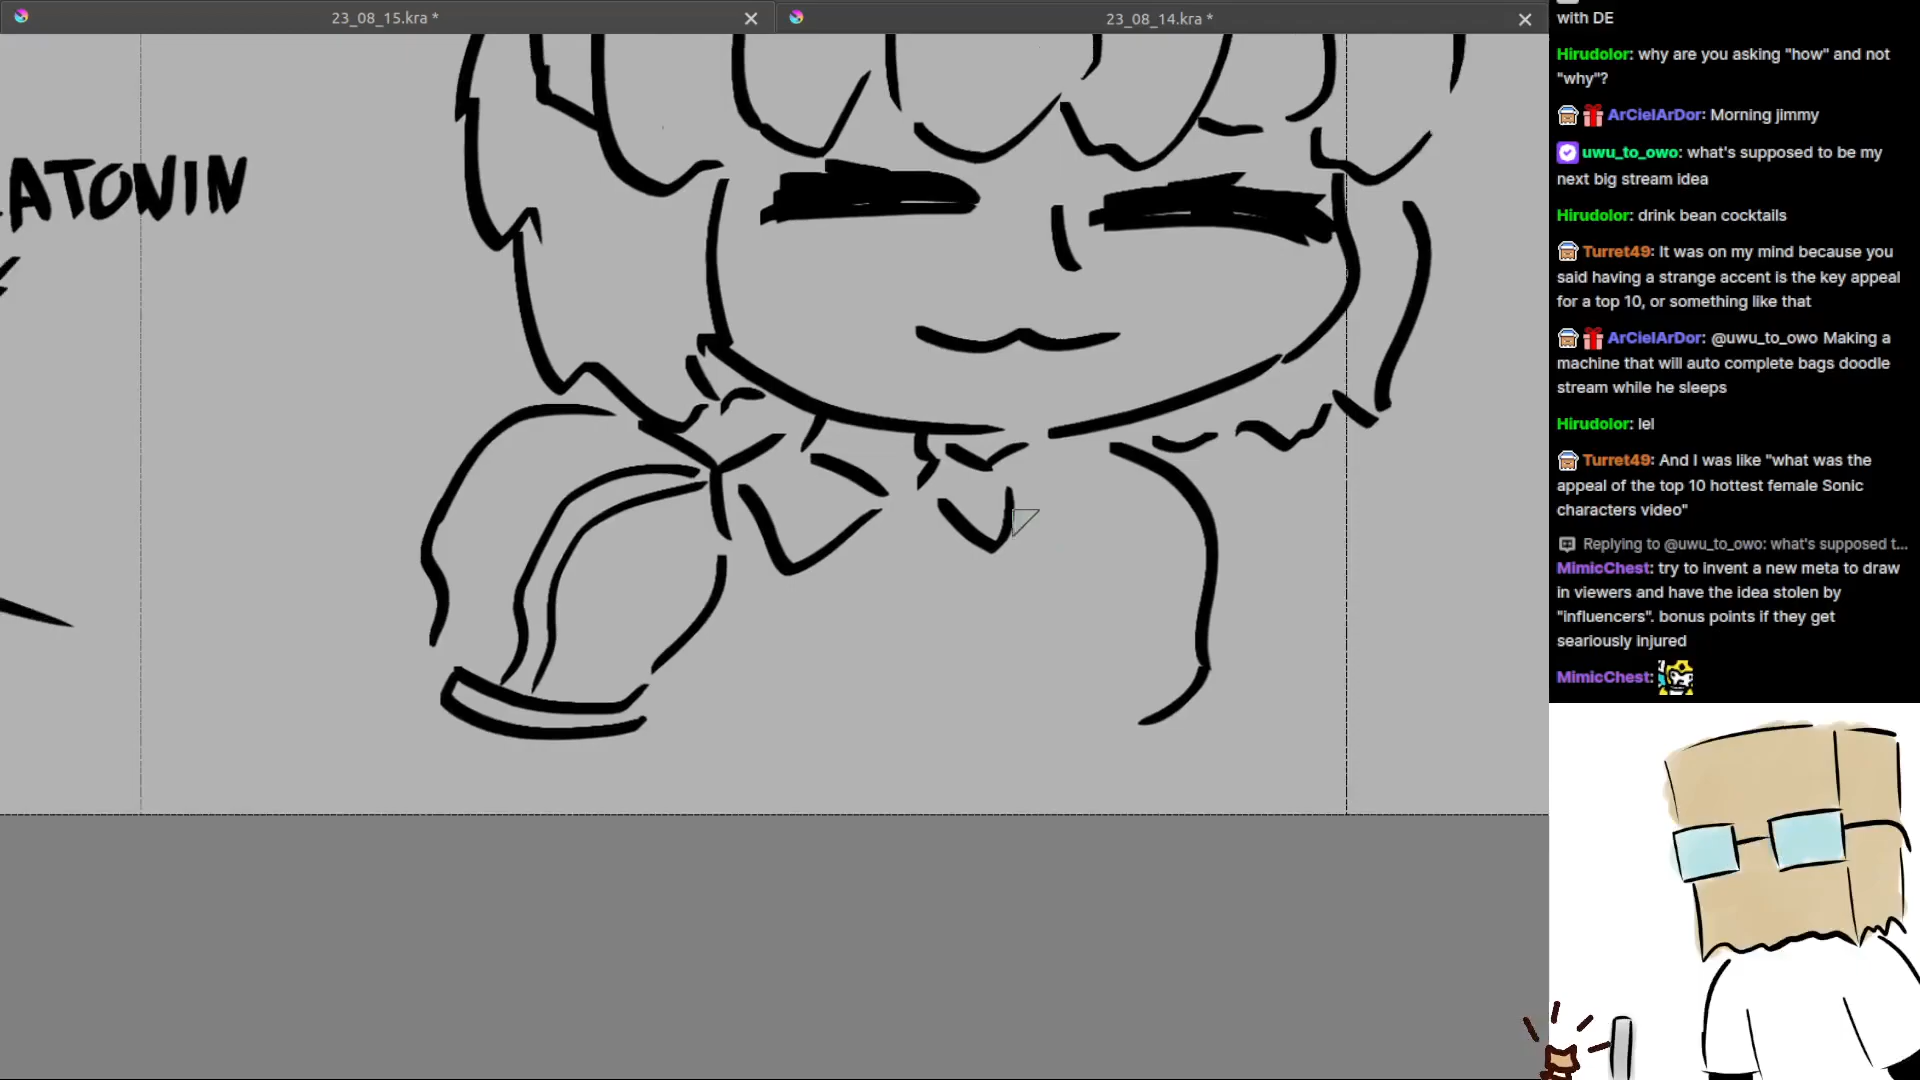 23_08_15.kra *
23_08_14.kra *
ATONIN
with DE
Hirudolor: why are you asking "how" and not
"why"?
ArCielArDor: Morning jimmy
uwu_to_owo: what's supposed to be my
next big stream idea
Hirudolor: drink bean cocktails
Turret49: It was on my mind because you
said having a strange accent is the key appeal
for a top 10, or something like that
ArCielArDor: @uwu_to_owo Making a
machine that will auto complete bags doodle
stream while he sleeps
Hirudolor: lel
Turret49: And I was like "what was the
appeal of the top 10 hottest female Sonic
characters video"
Replying to @uwu_to_owo: what's supposed t...
MimicChest: try to invent a new meta to draw
in viewers and have the idea stolen by
"influencers". bonus points if they get
seariously injured
MimicChest: